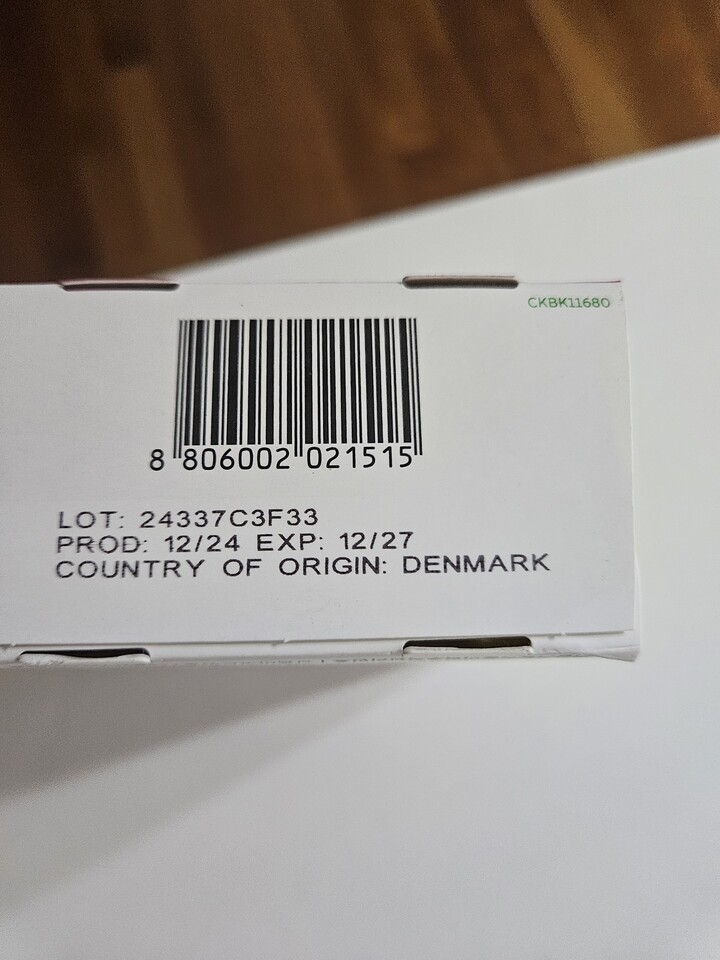 CKBK11680
8 806002 021515
LOT: 24337C3F33
PROD: 12/24 EXP: 12/27
COUNTRY OF ORIGIN: DENMARK